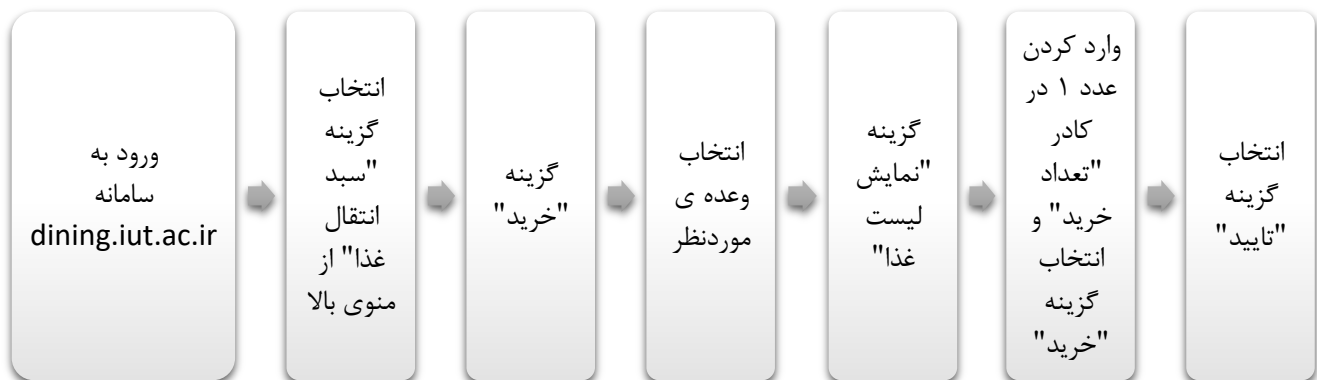 ورود به
سامانه
dining.iut.ac.ir
انتخاب
گزینه
"سبد
انتقال
غذا" از
منوی بالا
گزینه
"خرید"
انتخاب
وعده ی
موردنظر
گزینه
"نمایش
لیست
غذا"
وارد کردن
عدد ۱ در
کادر
"تعداد
خرید" و
انتخاب
گزینه
"خرید"
انتخاب
گزینه
"تایید"